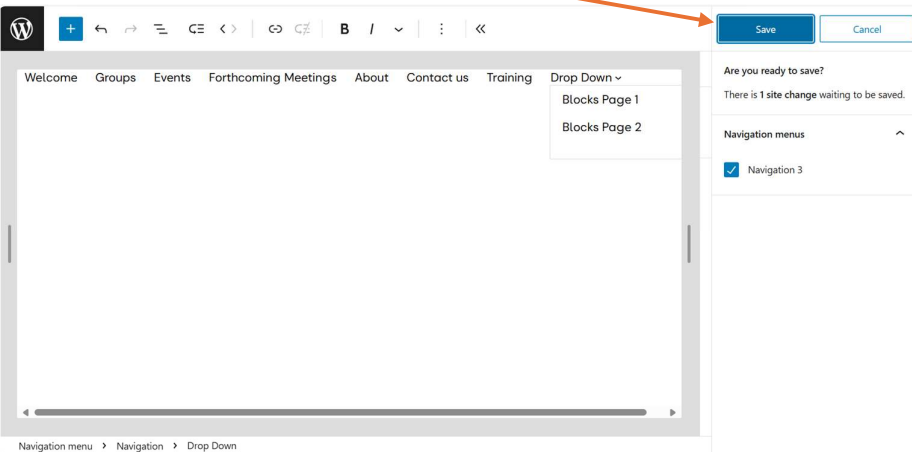 B I
Save Cancel
Welcome Groups Events Forthcoming Meetings About Contact us Training Drop Down
Blocks Page 1
Blocks Page 2
Are you ready to save?
There is 1 site change waiting to be saved.
Navigation menus
Navigation 3
Navigation menu > Navigation > Drop Down